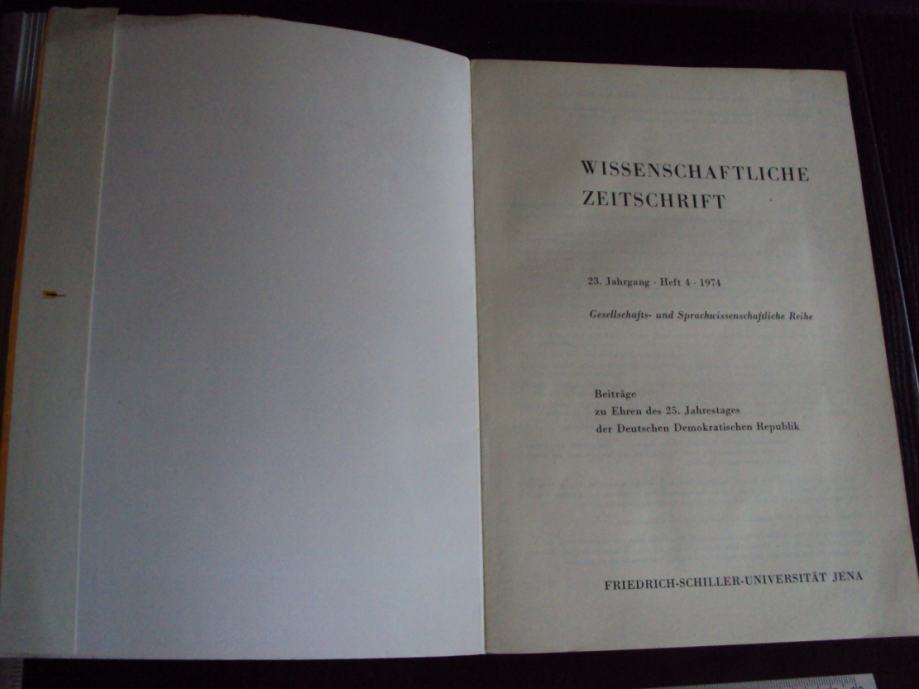 WISSENSCHAFTLICHE
ZEITSCHRIFT
23. Jahrgang · Heft 4 · 1974
Gesellschafts- und Sprachwissenschaftliche Reihe
Beiträge
zu Ehren des 25. Jahrestages
der Deutschen Demokratischen Republik
FRIEDRICH-SCHILLER-UNIVERSITÄT JENA